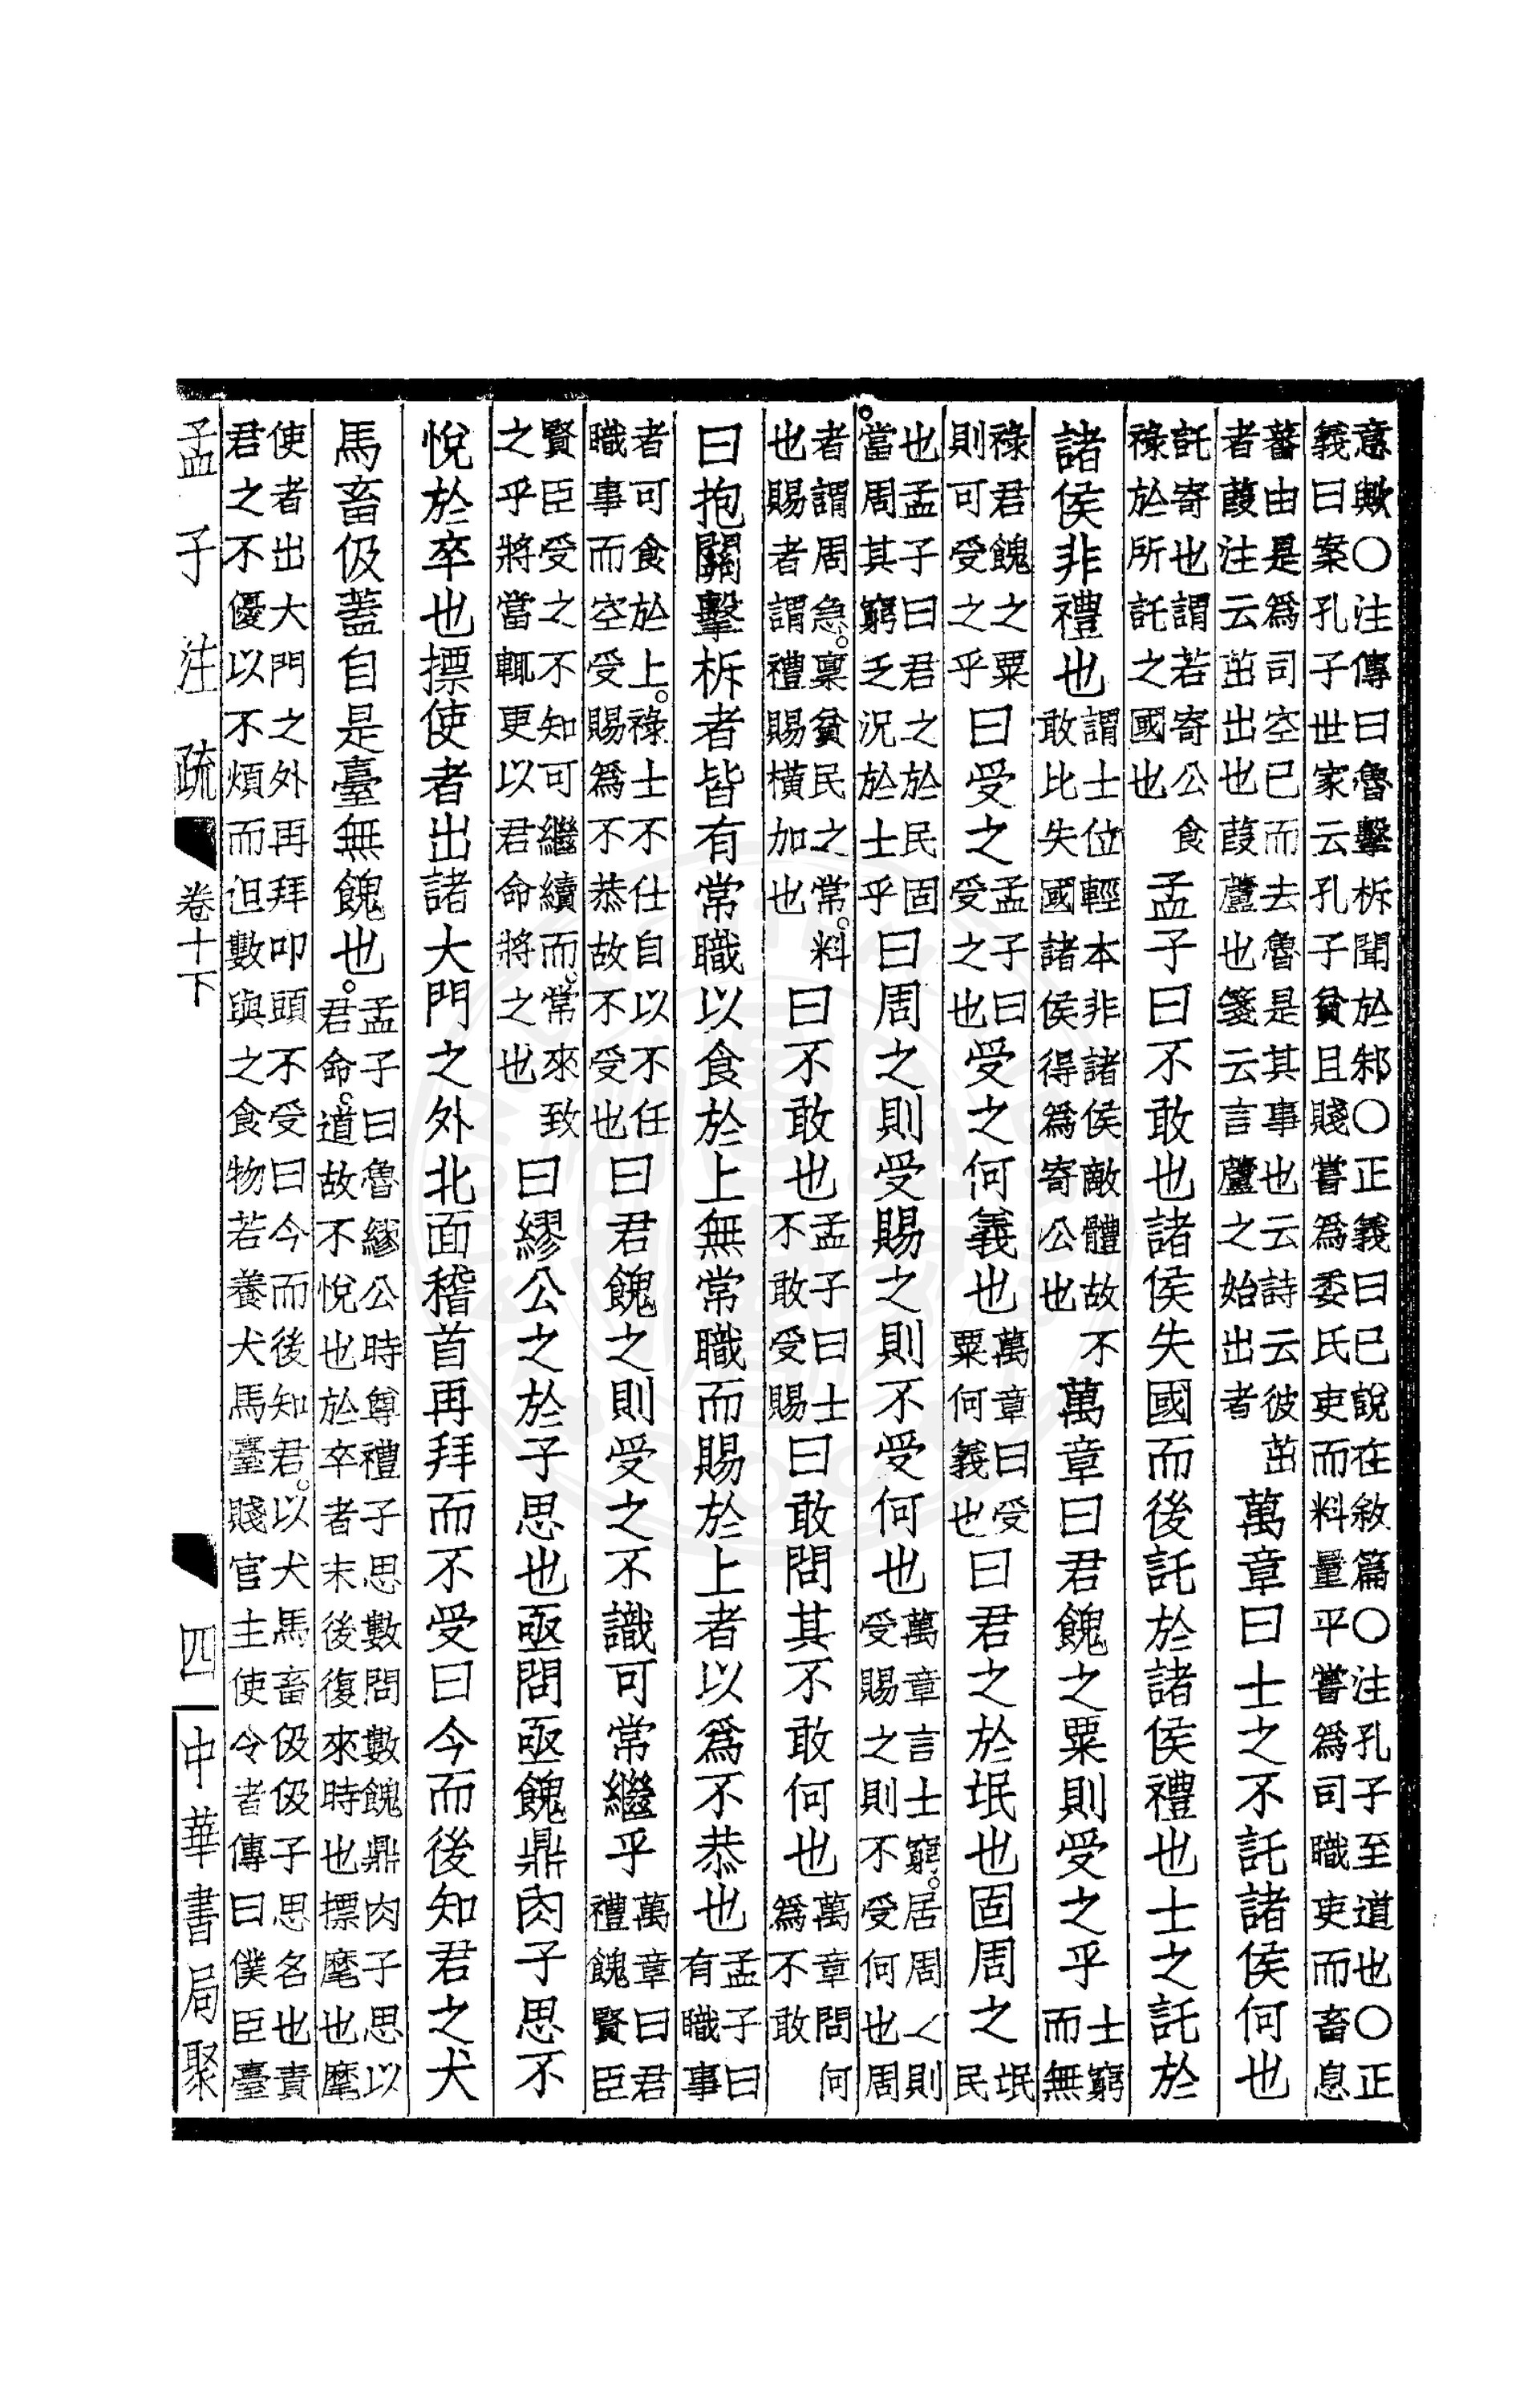 意歟○注傳曰魯擊柝聞於邾○正義曰已說在敘篇○注孔子至道也○正
義曰案孔子世家云孔子貧且賤嘗爲委氏吏而料量平嘗爲司職吏而畜息
蕃由是爲司空已而去魯是其事也云詩云彼茁
者葭注云茁出也葭蘆也箋云言蘆之始出者
萬章曰士之不託諸侯何也
託寄也謂若寄公食
祿於所託之國也
孟子曰不敢也諸侯失國而後託於諸侯禮也士之託於
諸侯非禮也
謂士位輕本非諸侯敵體故不
敢比失國諸侯得爲寄公也
萬章曰君餽之粟則受之乎
士窮
而無
祿君餽之粟
則可受之乎
曰受之
孟子曰
受之也
受之何義也
萬章曰受
粟何義也
曰君之於氓也固周之
氓
民
也孟子曰君之於民固
當周其窮乏況於士乎
曰周之則受賜之則不受何也
萬章言士窮。居周人則
受賜之則不受何也周
者謂周急。稟貧民之常。料
也賜者謂禮賜橫加也
曰不敢也
孟子曰士
不敢受賜
曰敢問其不敢何也
萬章問何
爲不敢
曰抱關擊柝者皆有常職以食於上無常職而賜於上者以爲不恭也
孟子曰
有職事
者可食於上。祿士不仕自以不任
職事而空受賜爲不恭故不受也
曰君餽之則受之不識可常繼乎
萬章曰君
禮餽賢臣
賢臣受之不知可繼續而。常來致
之乎將當輒更以君命將之也
曰繆公之於子思也亟問亟餽鼎肉子思不
悅於卒也摽使者出諸大門之外北面稽首再拜而不受曰今而後知君之犬
馬畜伋蓋自是臺無餽也。
孟子曰魯繆公時尊禮子思數問數餽鼎肉子思以
君命。道故不悅也於卒者末後復來時也摽麾也麾
使者出大門之外再拜叩頭不受曰今而後知君。以犬馬畜伋伋子思名也責
君之不優以不煩而但數與之食物若養犬馬臺賤官主使令者傳曰僕臣臺
孟子注疏 卷十下 四 中華書局聚